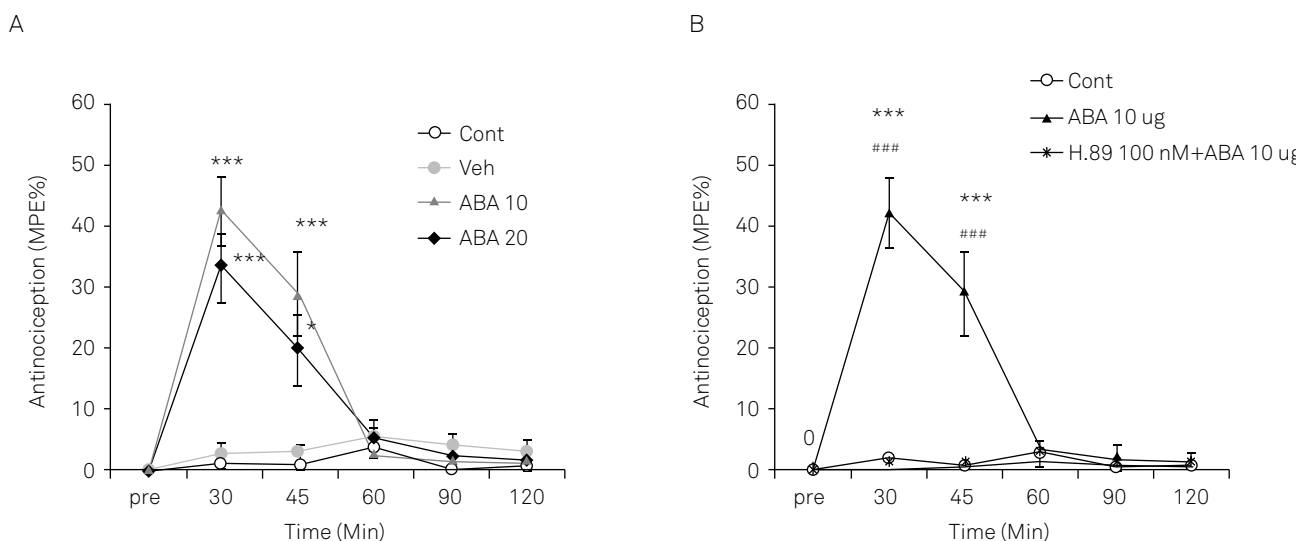 A
Antinociception (MPE%)
60
50
40
30
20
10
0
***
***
***
*
Cont
Veh
ABA 10
ABA 20
pre 30 45 60 90 120
Time (Min)
B
Antinociception (MPE%)
60
50
40
30
20
10
0
0
***
###
***
###
Cont
ABA 10 ug
H.89 100 nM+ABA 10 ug
pre 30 45 60 90 120
Time (Min)